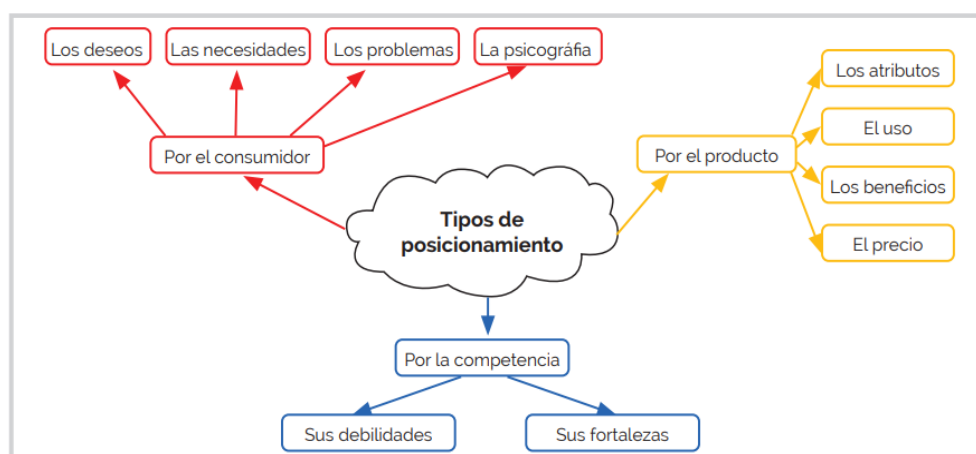 Los deseos
Las necesidades
Los problemas
La psicográfia
Por el consumidor
Los atributos
El uso
Por el producto
Los beneficios
El precio
Tipos de
posicionamiento
Por la competencia
Sus debilidades
Sus fortalezas